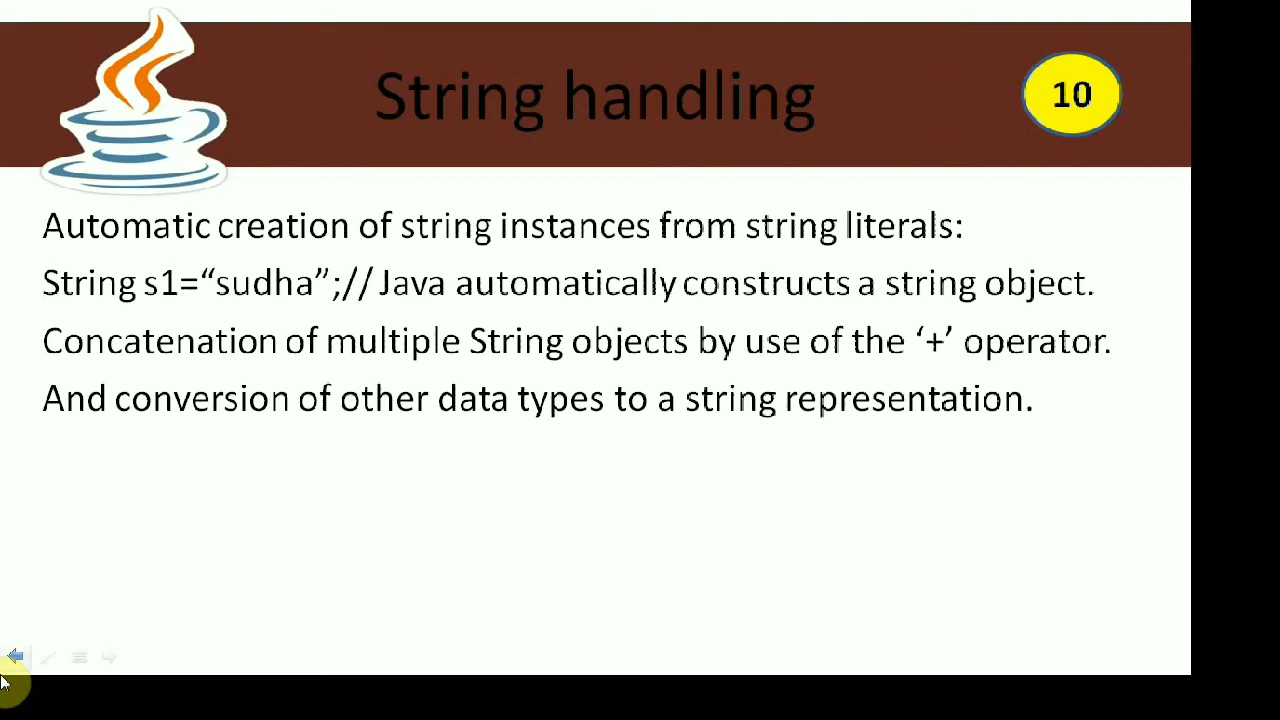 String handling
10
Automatic creation of string instances from string literals:
String s1=“sudha”;// Java automatically constructs a string object.
Concatenation of multiple String objects by use of the ‘+’ operator.
And conversion of other data types to a string representation.